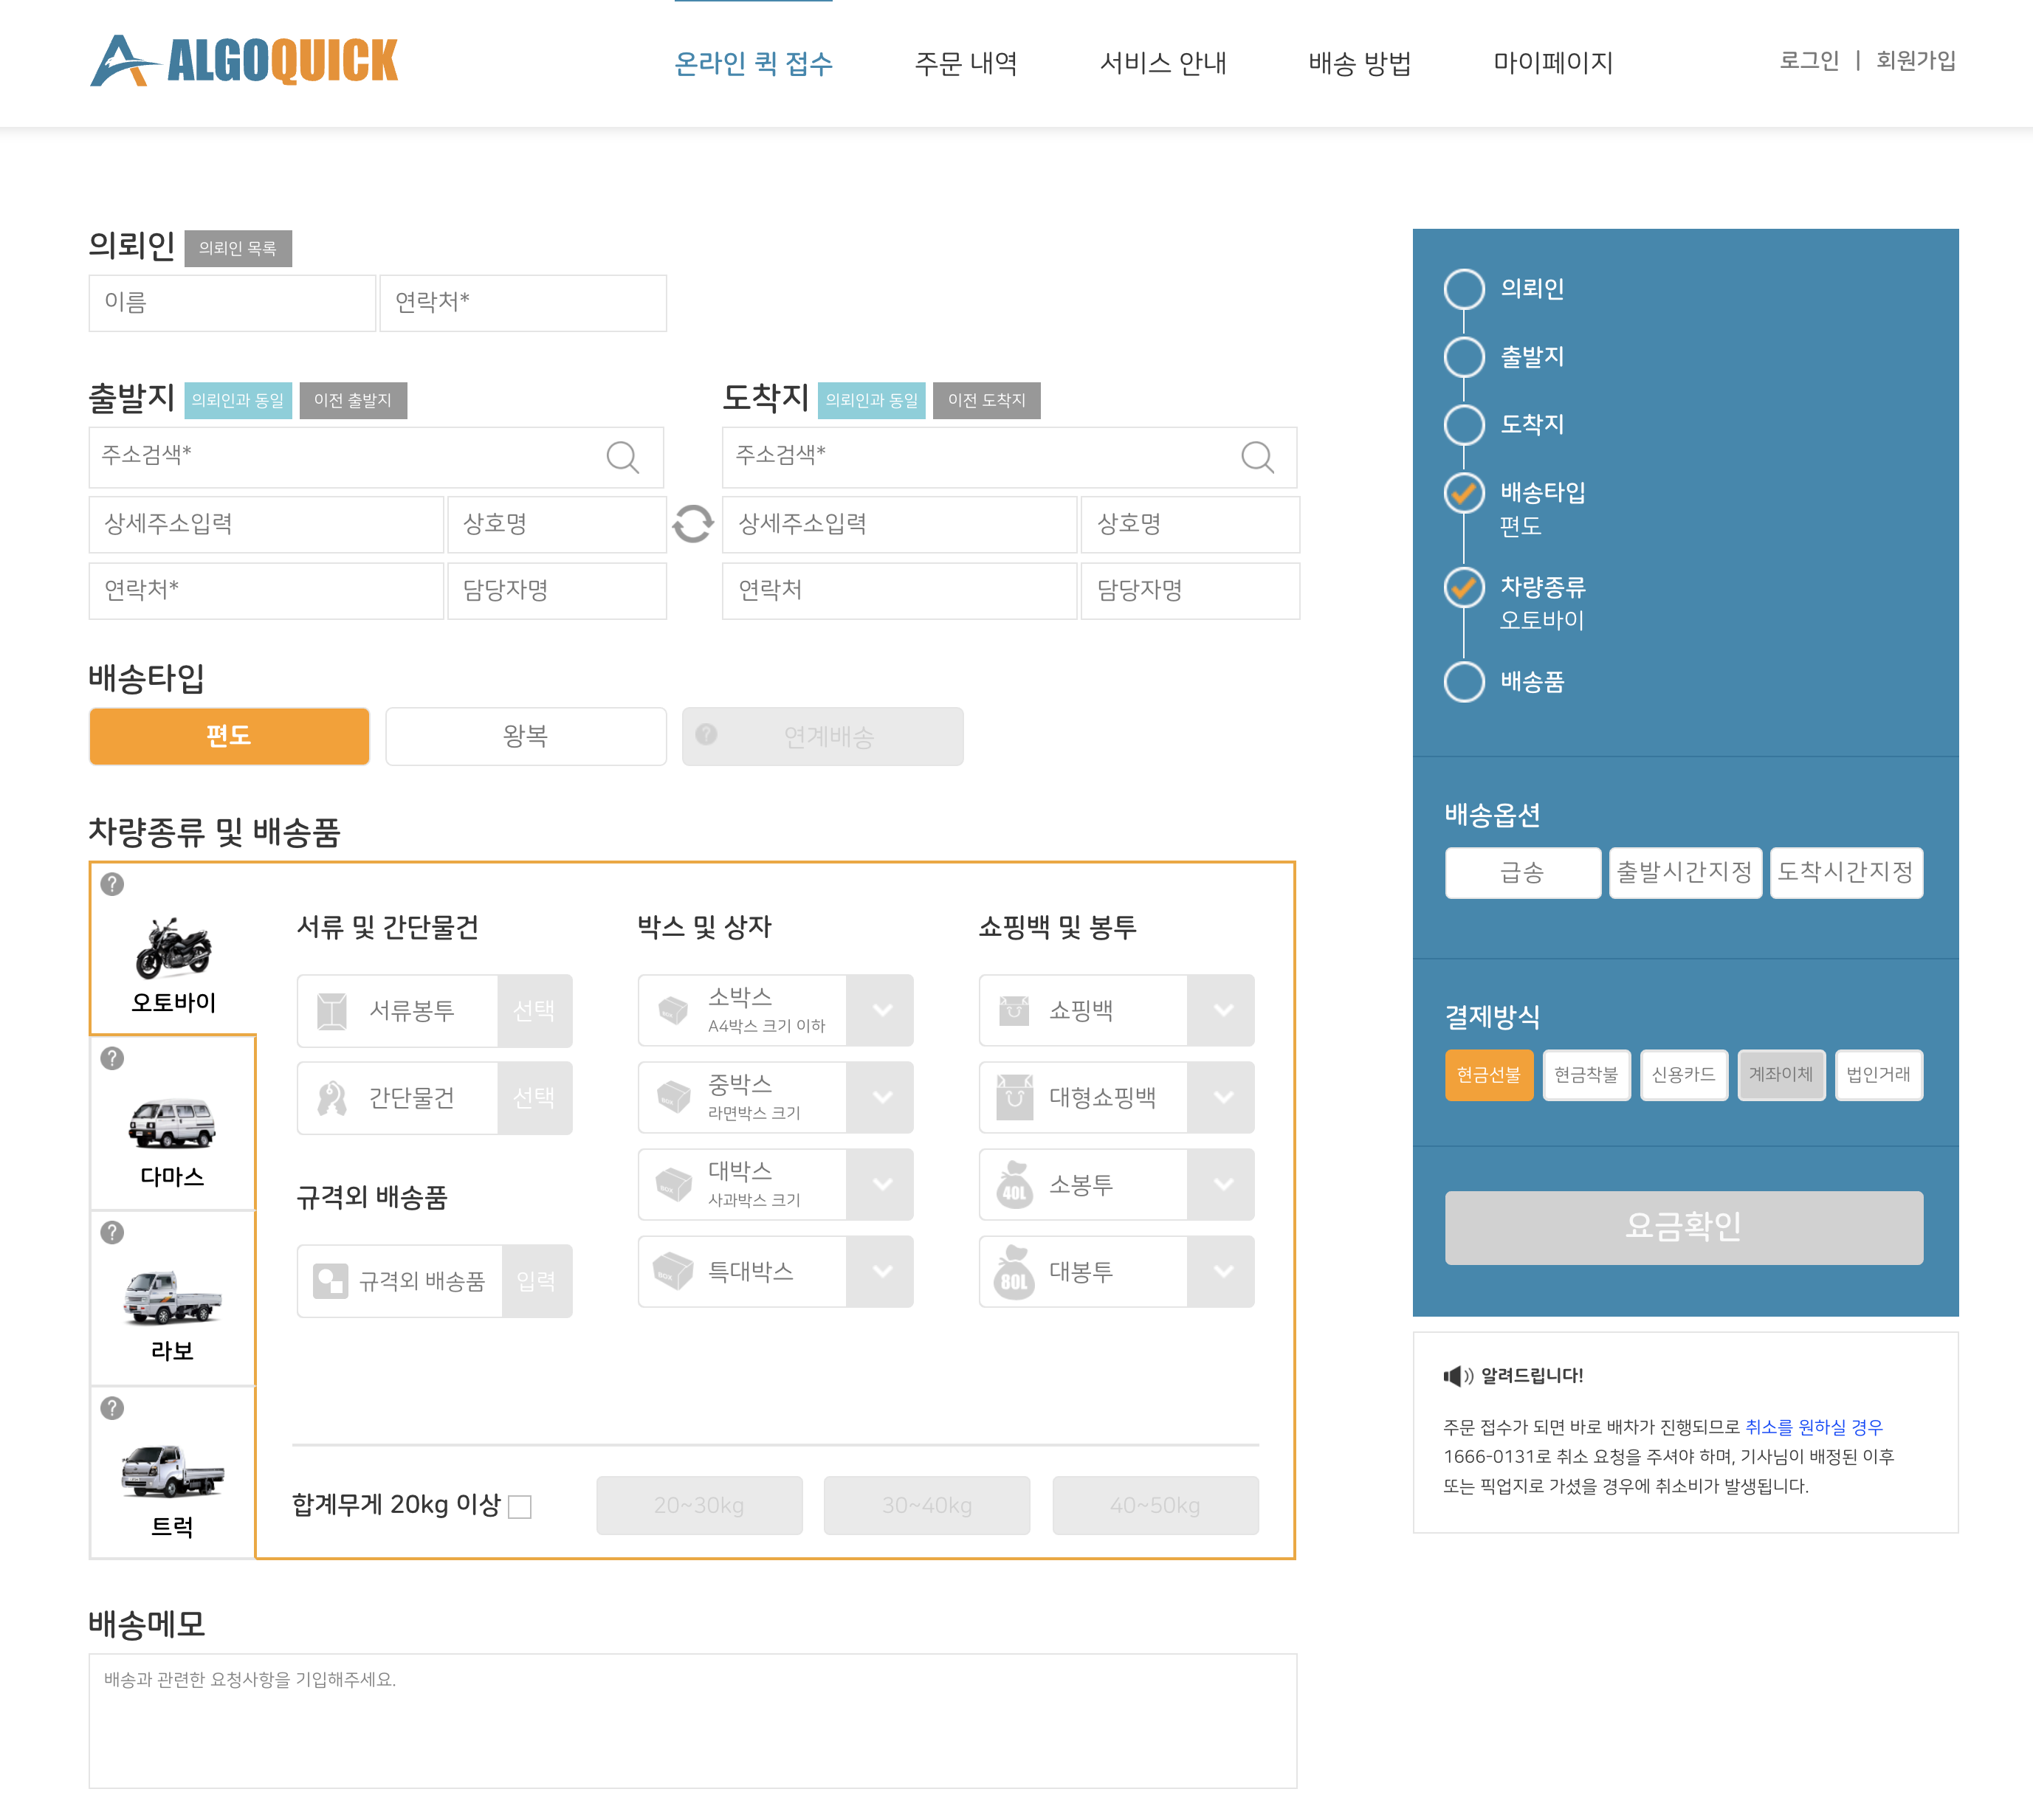 ALGOQUICK
온라인 퀵 접수
주문 내역
서비스 안내
배송 방법
마이페이지
로그인 | 회원가입
의뢰인
의뢰인 목록
이름
연락처*
출발지
의뢰인과 동일
이전 출발지
주소검색*
상세주소입력
상호명
연락처*
담당자명
도착지
의뢰인과 동일
이전 도착지
주소검색*
상세주소입력
상호명
연락처
담당자명
배송타입
편도
왕복
?
연계배송
차량종류 및 배송품
?
오토바이
?
다마스
?
라보
?
트럭
서류 및 간단물건
서류봉투
선택
간단물건
선택
규격외 배송품
규격외 배송품
입력
박스 및 상자
소박스
A4박스 크기 이하
BOX
중박스
라면박스 크기
BOX
대박스
사과박스 크기
BOX
특대박스
쇼핑백 및 봉투
쇼핑백
대형쇼핑백
40L
소봉투
80L
대봉투
합계무게 20kg 이상
20~30kg
30~40kg
40~50kg
배송메모
배송과 관련한 요청사항을 기입해주세요.
의뢰인
출발지
도착지
배송타입
편도
차량종류
오토바이
배송품
배송옵션
급송
출발시간지정
도착시간지정
결제방식
현금선불
현금착불
신용카드
계좌이체
법인거래
요금확인
알려드립니다!
주문 접수가 되면 바로 배차가 진행되므로 취소를 원하실 경우
1666-0131로 취소 요청을 주셔야 하며, 기사님이 배정된 이후
또는 픽업지로 가셨을 경우에 취소비가 발생됩니다.